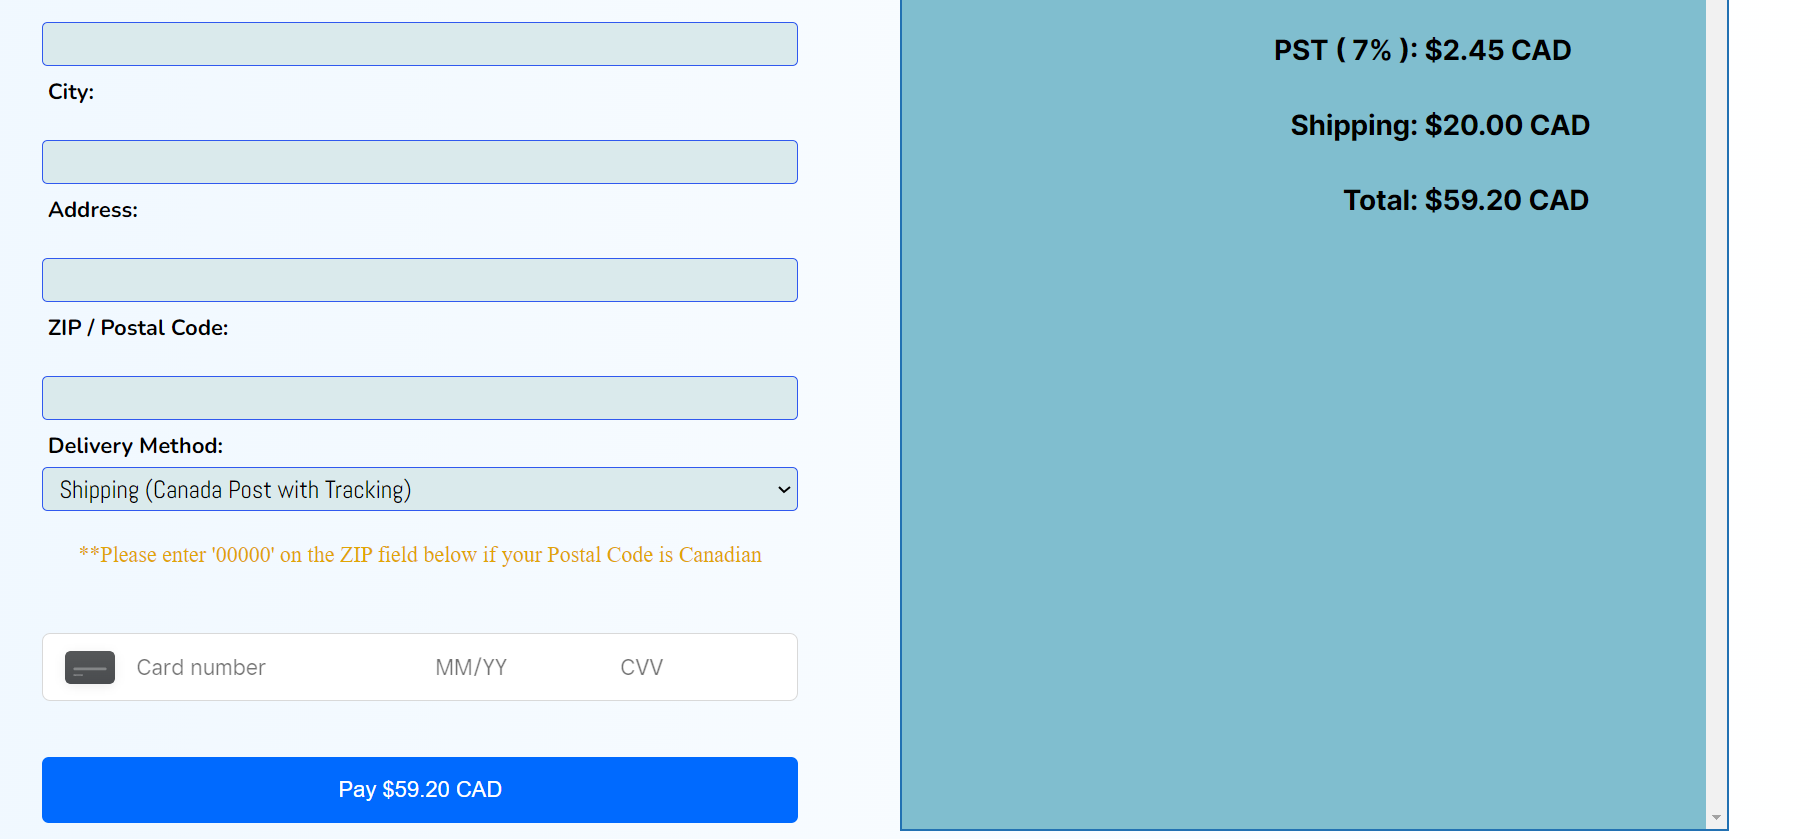 City:
Address:
ZIP / Postal Code:
Delivery Method:
Shipping (Canada Post with Tracking)
**Please enter '00000' on the ZIP field below if your Postal Code is Canadian
Card number MM/YY CVV
Pay $59.20 CAD
PST ( 7% ): $2.45 CAD
Shipping: $20.00 CAD
Total: $59.20 CAD